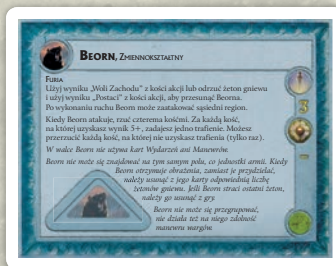 BEORN, ZMIENNOKSZTAŁTNY
FURIA
Użyj wyniku „Woli Zachodu” z kości akcji lub odrzuć żeton gniewu
i użyj wyniku „Postaci” z kości akcji, aby przesunąć Beorna.
Po wykonaniu ruchu Beorn może zaatakować sąsiedni region.
Kiedy Beorn atakuje, rzuć czterema kośćmi. Za każdą kość,
na której uzyskasz wynik 5+, zadajesz jedno trafienie. Możesz
przerzucić każdą kość, na której nie uzyskasz trafienia (tylko raz).
W walce Beorn nie używa kart Wydarzeń ani Manewrów.
Beorn nie może się znajdować na tym samym polu, co jednostki armii. Kiedy
Beorn otrzymuje obrażenia, zamiast je przydzielać,
należy usunąć z jego karty odpowiednią liczbę
żetonów gniewu. Jeśli Beorn straci ostatni żeton,
należy go usunąć z gry.
Beorn nie może się przegrupować,
nie działa też na niego zdolność
manewru wargów.
3
–